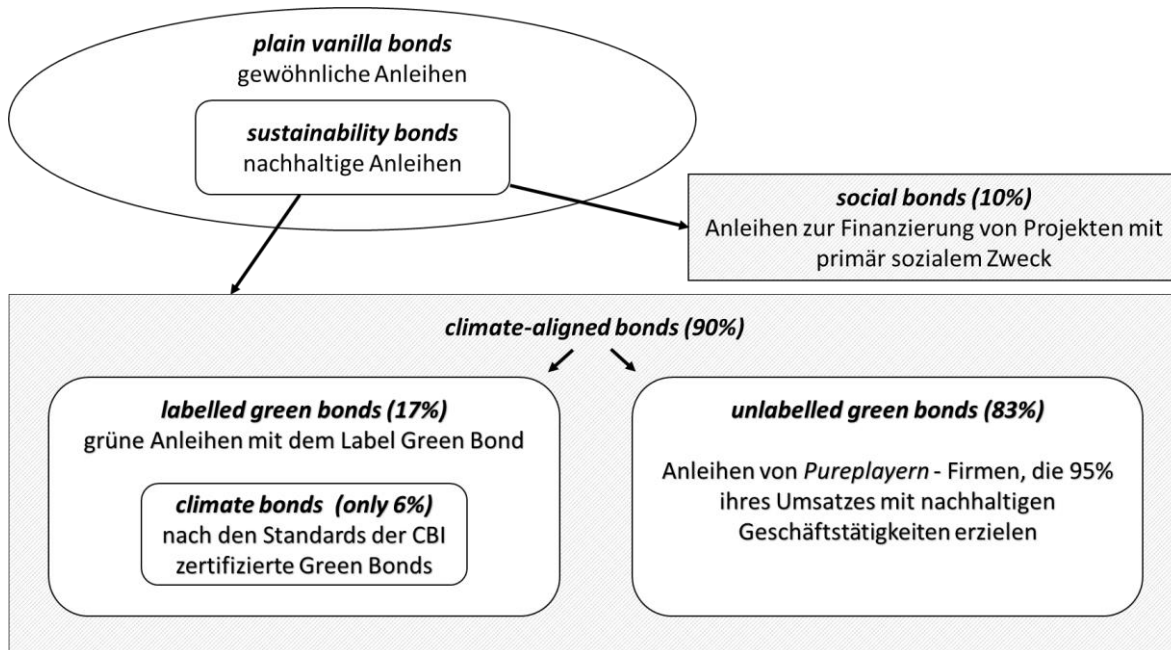 plain vanilla bonds
gewöhnliche Anleihen
sustainability bonds
nachhaltige Anleihen
social bonds (10%)
Anleihen zur Finanzierung von Projekten mit
primär sozialem Zweck
climate-aligned bonds (90%)
labelled green bonds (17%)
grüne Anleihen mit dem Label Green Bond
climate bonds (only 6%)
nach den Standards der CBI
zertifizierte Green Bonds
unlabelled green bonds (83%)
Anleihen von Pureplayern - Firmen, die 95%
ihres Umsatzes mit nachhaltigen
Geschäftstätigkeiten erzielen